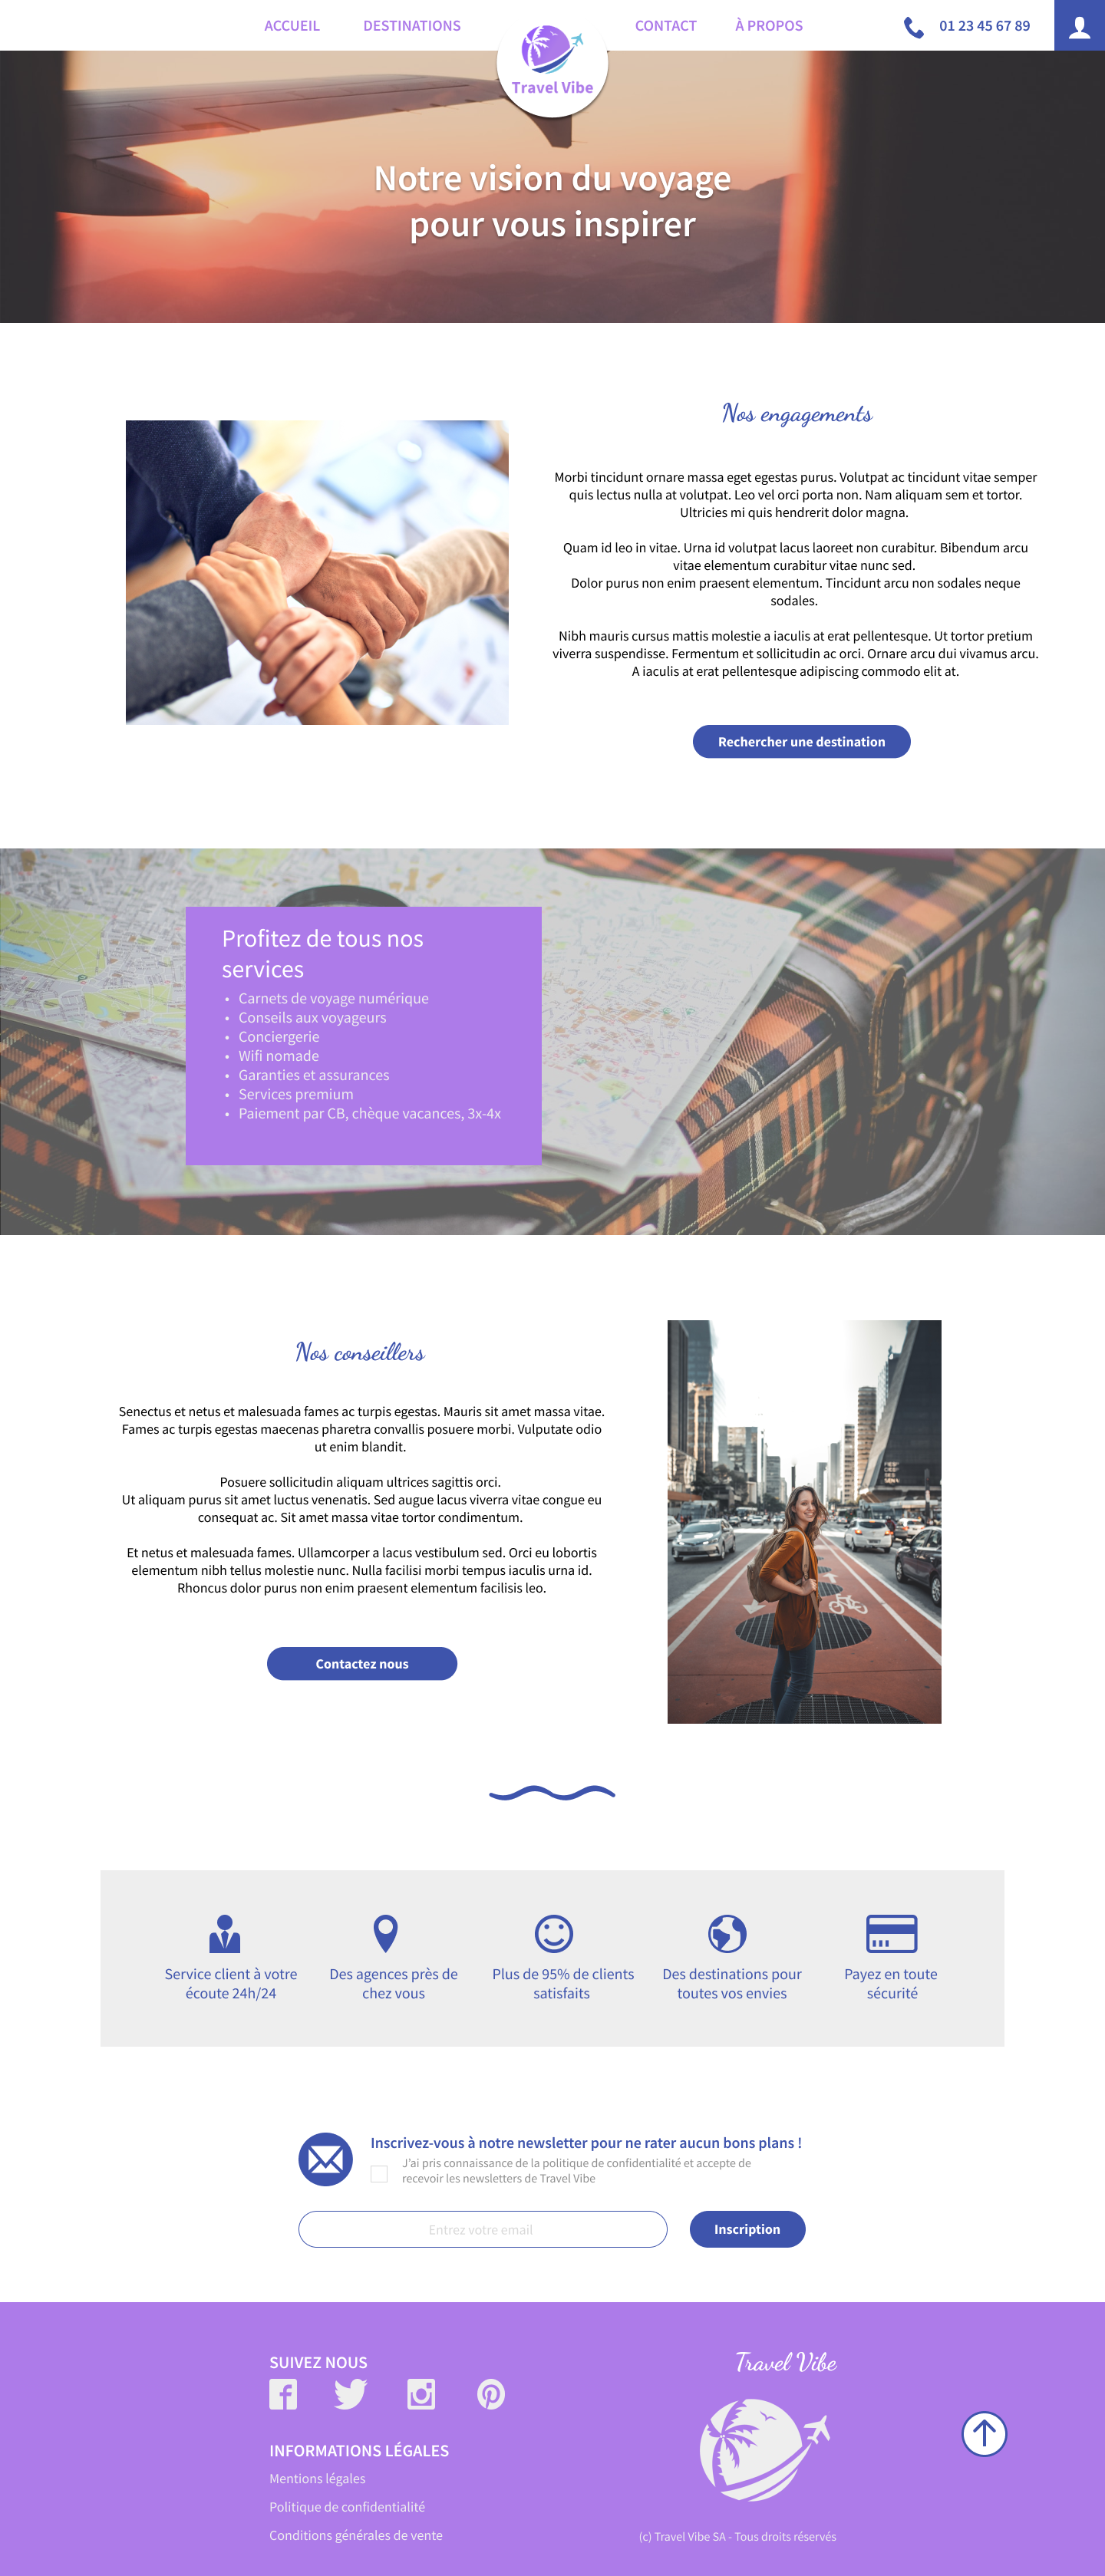 ACCUEIL
DESTINATIONS
Travel Vibe
CONTACT
À PROPOS
01 23 45 67 89
Notre vision du voyage
pour vous inspirer
Nos engagements
Morbi tincidunt ornare massa eget egestas purus. Volutpat ac tincidunt vitae semper
quis lectus nulla at volutpat. Leo vel orci porta non. Nam aliquam sem et tortor.
Ultricies mi quis hendrerit dolor magna.
Quam id leo in vitae. Urna id volutpat lacus laoreet non curabitur. Bibendum arcu
vitae elementum curabitur vitae nunc sed.
Dolor purus non enim praesent elementum. Tincidunt arcu non sodales neque
sodales.
Nibh mauris cursus mattis molestie a iaculis at erat pellentesque. Ut tortor pretium
viverra suspendisse. Fermentum et sollicitudin ac orci. Ornare arcu dui vivamus arcu.
A iaculis at erat pellentesque adipiscing commodo elit at.
Rechercher une destination
Profitez de tous nos
services
• Carnets de voyage numérique
• Conseils aux voyageurs
• Conciergerie
• Wifi nomade
• Garanties et assurances
• Services premium
• Paiement par CB, chèque vacances, 3x-4x
Nos conseillers
Senectus et netus et malesuada fames ac turpis egestas. Mauris sit amet massa vitae.
Fames ac turpis egestas maecenas pharetra convallis posuere morbi. Vulputate odio
ut enim blandit.
Posuere sollicitudin aliquam ultrices sagittis orci.
Ut aliquam purus sit amet luctus venenatis. Sed augue lacus viverra vitae congue eu
consequat ac. Sit amet massa vitae tortor condimentum.
Et netus et malesuada fames. Ullamcorper a lacus vestibulum sed. Orci eu lobortis
elementum nibh tellus molestie nunc. Nulla facilisi morbi tempus iaculis urna id.
Rhoncus dolor purus non enim praesent elementum facilisis leo.
Contactez nous
Service client à votre
écoute 24h/24
Des agences près de
chez vous
Plus de 95% de clients
satisfaits
Des destinations pour
toutes vos envies
Payez en toute
sécurité
Inscrivez-vous à notre newsletter pour ne rater aucun bons plans !
J'ai pris connaissance de la politique de confidentialité et accepte de
recevoir les newsletters de Travel Vibe
Entrez votre email
Inscription
SUIVEZ NOUS
INFORMATIONS LÉGALES
Mentions légales
Politique de confidentialité
Conditions générales de vente
Travel Vibe
(c) Travel Vibe SA - Tous droits réservés